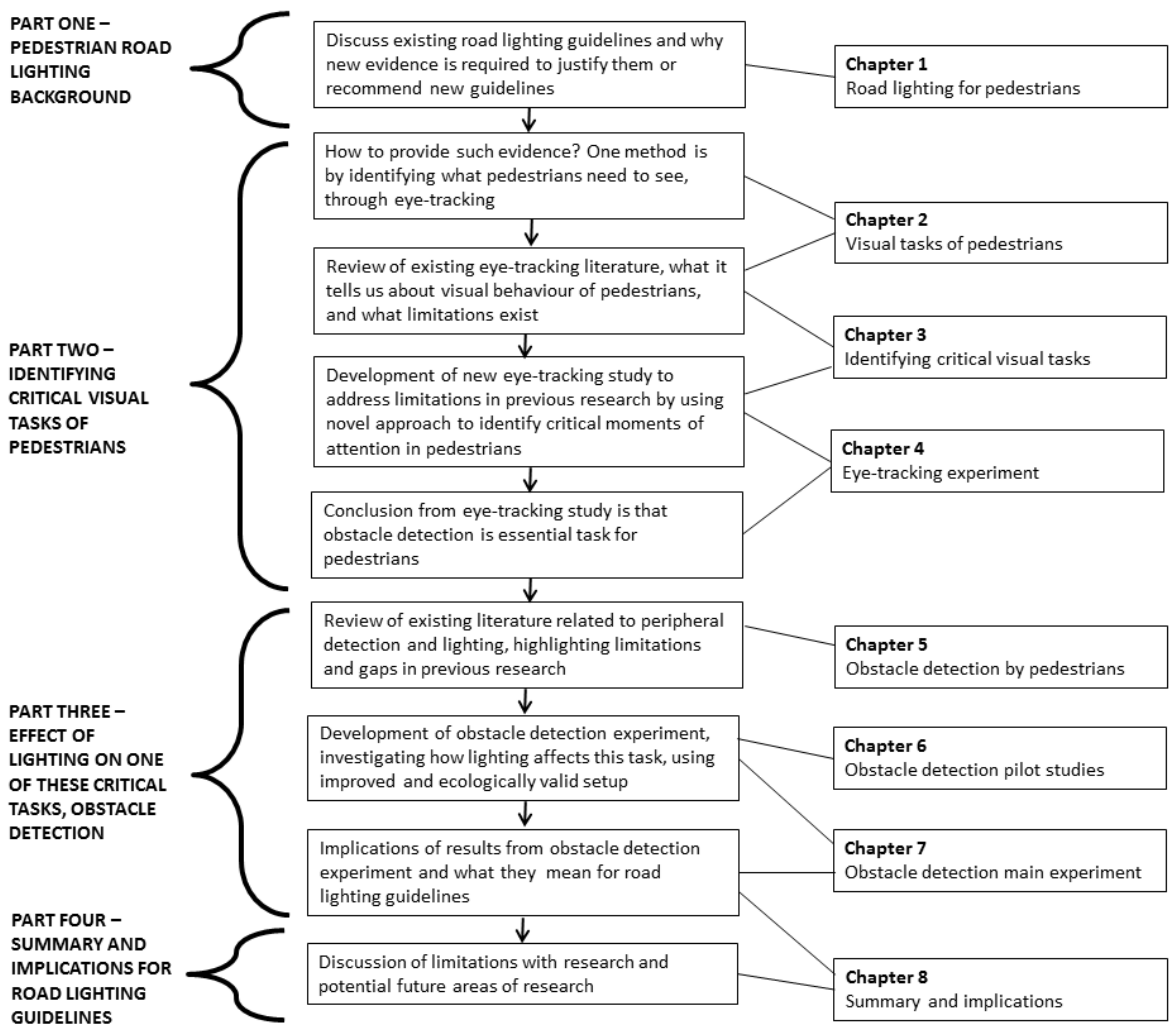 PART ONE –
PEDESTRIAN ROAD
LIGHTING
BACKGROUND
Discuss existing road lighting guidelines and why
new evidence is required to justify them or
recommend new guidelines
Chapter 1
Road lighting for pedestrians
PART TWO –
IDENTIFYING
CRITICAL VISUAL
TASKS OF
PEDESTRIANS
How to provide such evidence? One method is
by identifying what pedestrians need to see,
through eye-tracking
Chapter 2
Visual tasks of pedestrians
Review of existing eye-tracking literature, what it
tells us about visual behaviour of pedestrians,
and what limitations exist
Chapter 3
Identifying critical visual tasks
Development of new eye-tracking study to
address limitations in previous research by using
novel approach to identify critical moments of
attention in pedestrians
Chapter 4
Eye-tracking experiment
Conclusion from eye-tracking study is that
obstacle detection is essential task for
pedestrians
PART THREE –
EFFECT OF
LIGHTING ON ONE
OF THESE CRITICAL
TASKS, OBSTACLE
DETECTION
Review of existing literature related to peripheral
detection and lighting, highlighting limitations
and gaps in previous research
Chapter 5
Obstacle detection by pedestrians
Development of obstacle detection experiment,
investigating how lighting affects this task, using
improved and ecologically valid setup
Chapter 6
Obstacle detection pilot studies
Implications of results from obstacle detection
experiment and what they mean for road
lighting guidelines
Chapter 7
Obstacle detection main experiment
PART FOUR –
SUMMARY AND
IMPLICATIONS FOR
ROAD LIGHTING
GUIDELINES
Discussion of limitations with research and
potential future areas of research
Chapter 8
Summary and implications